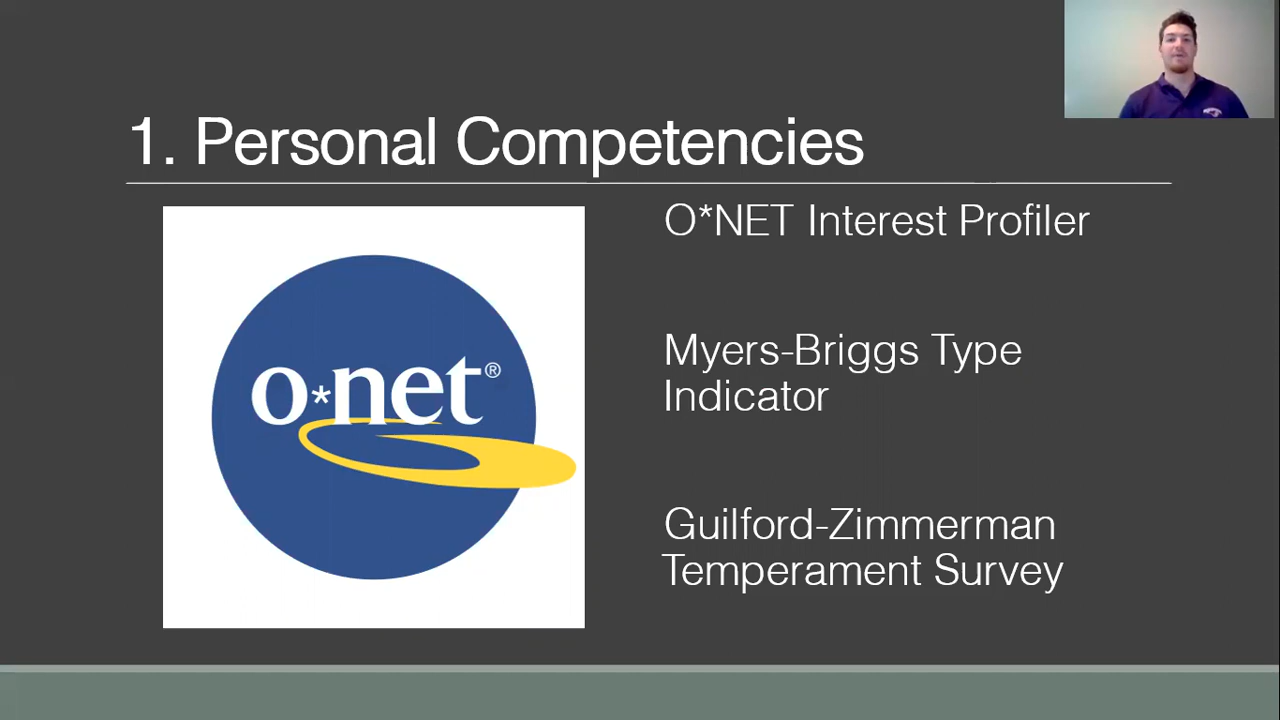 1. Personal Competencies
o*net®
O*NET Interest Profiler
Myers-Briggs Type
Indicator
Guilford-Zimmerman
Temperament Survey